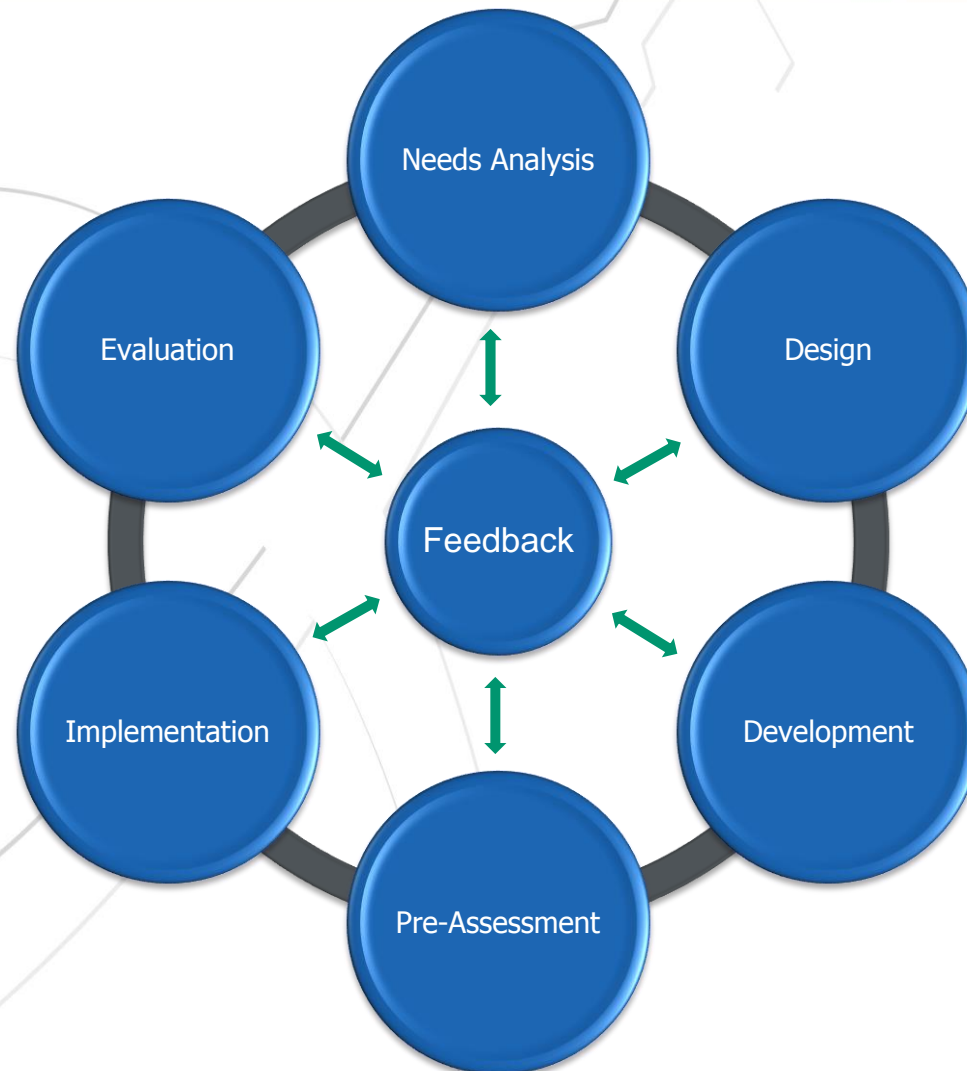 Needs Analysis
Evaluation
Design
Feedback
Implementation
Development
Pre-Assessment